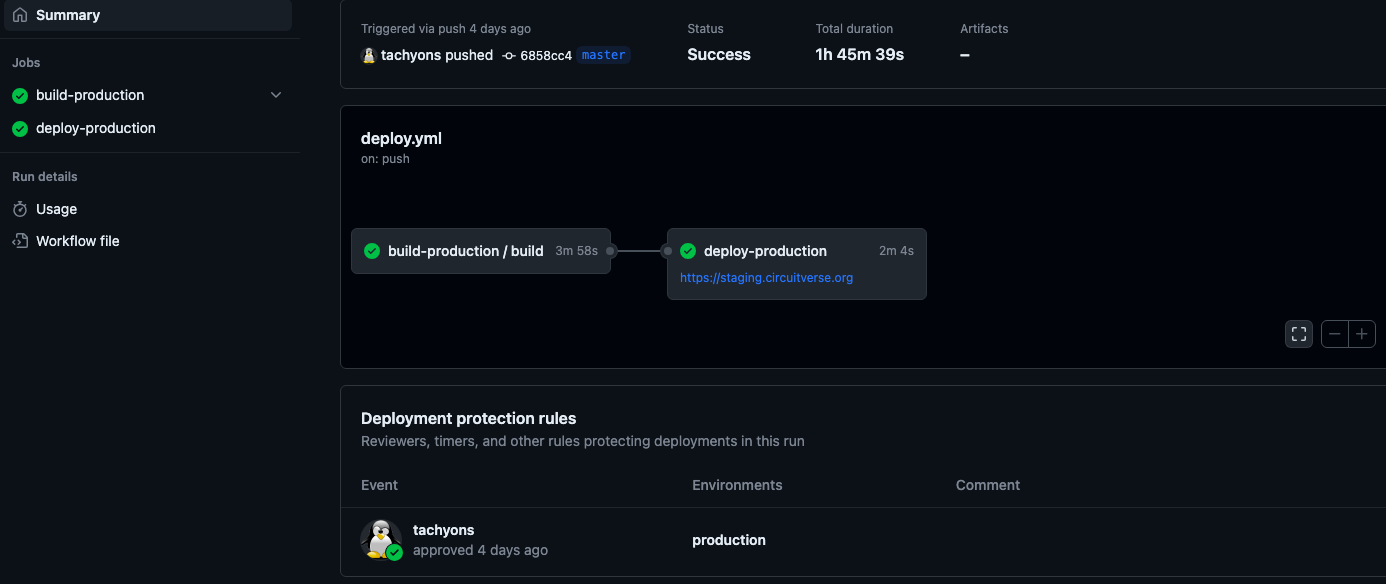 Summary
Jobs
build-production
deploy-production
Run details
Usage
Workflow file
Triggered via push 4 days ago
tachyons pushed 6858cc4 master
Status
Success
Total duration
1h 45m 39s
Artifacts
–
deploy.yml
on: push
build-production / build 3m 58s
deploy-production 2m 4s
https://staging.circuitverse.org
Deployment protection rules
Reviewers, timers, and other rules protecting deployments in this run
Event Environments Comment
tachyons
approved 4 days ago
production